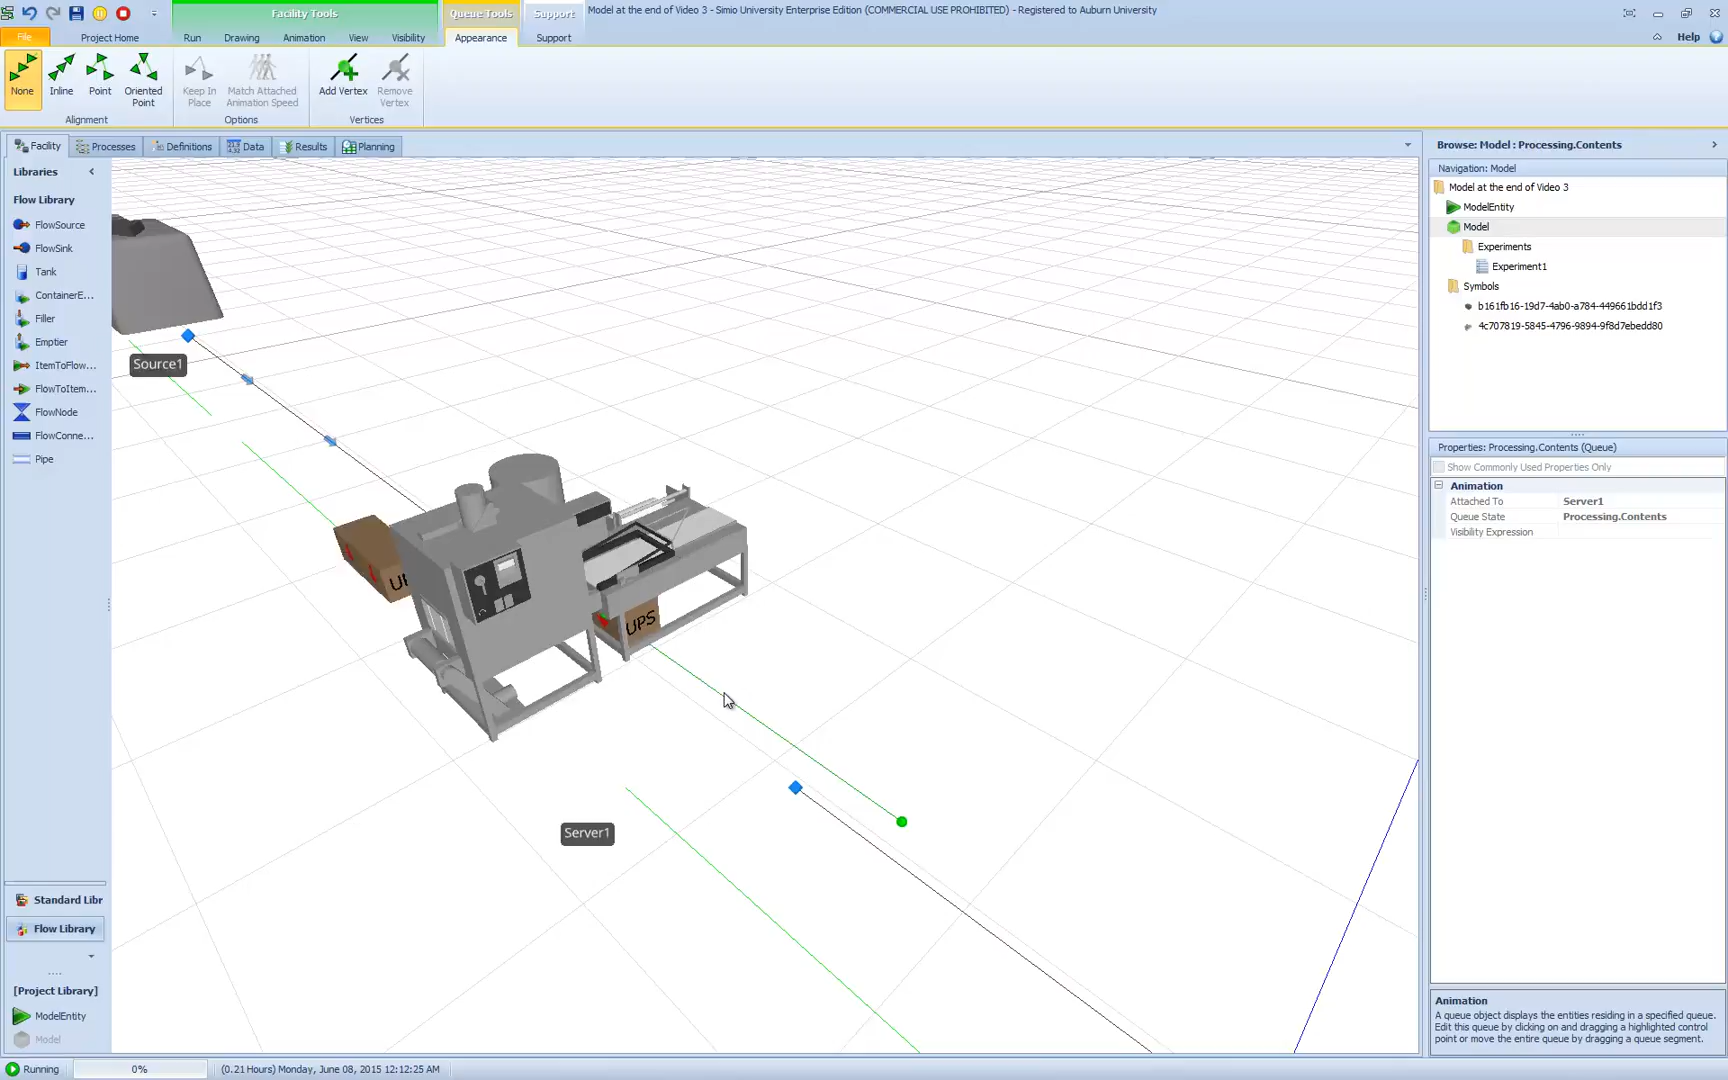 Facility Tools
Queue Tools
Support
Model at the end of Video 3 - Simio University Enterprise Edition (COMMERCIAL USE PROHIBITED) - Registered to Auburn University
File
Project Home
Run
Drawing
Animation
View
Visibility
Appearance
Support
Help
None
Inline
Point
Oriented Point
Keep In Place
Match Attached Animation Speed
Add Vertex
Remove Vertex
Alignment
Options
Vertices
Facility
Processes
Definitions
Data
Results
Planning
Libraries
Flow Library
FlowSource
FlowSink
Tank
ContainerE...
Filler
Emptier
ItemToFlow...
FlowToItem...
FlowNode
FlowConne...
Pipe
Standard Libr
Flow Library
[Project Library]
ModelEntity
Model
Source1
UPS
Server1
Browse: Model : Processing.Contents
Navigation: Model
Model at the end of Video 3
ModelEntity
Model
Experiments
Experiment1
Symbols
b161fb16-19d7-4ab0-a784-449661bdd1f3
4c707819-5845-4796-9894-9f8d7ebedd80
Properties: Processing.Contents (Queue)
Show Commonly Used Properties Only
Animation
Attached To Server1
Queue State Processing.Contents
Visibility Expression
Animation
A queue object displays the entities residing in a specified queue.
Edit this queue by clicking on and dragging a highlighted control
point or move the entire queue by dragging a queue segment.
Running
0%
(0.21 Hours) Monday, June 08, 2015 12:12:25 AM